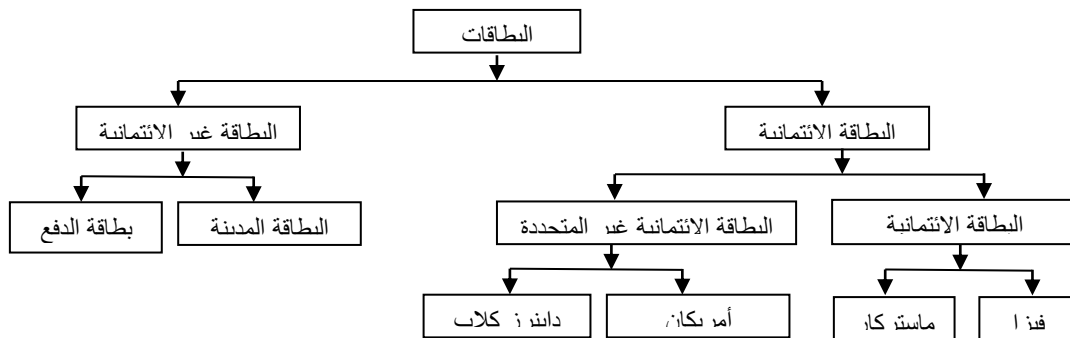 البطاقات
البطاقة الائتمانية
البطاقة غير الائتمانية
البطاقة الائتمانية
البطاقة الائتمانية غير المتجددة
البطاقة المدينة
بطاقة الدفع
فيزا
ماستر كار
أمريكان
داينرز كلاب